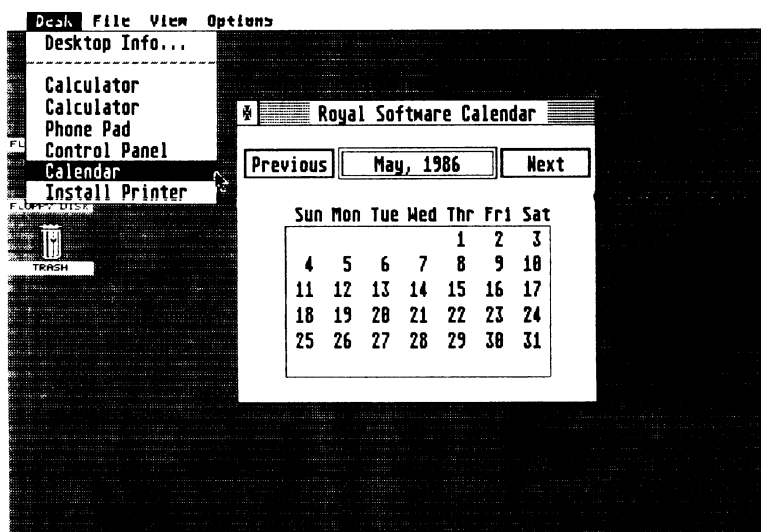 Desk File View Options
Desktop Info...
Calculator
Calculator
Phone Pad
Control Panel
Calendar
Install Printer
FL
FLOPPY DISK
TRASH
Royal Software Calendar
Previous May, 1986 Next
Sun Mon Tue Wed Thr Fri Sat
1 2 3
4 5 6 7 8 9 10
11 12 13 14 15 16 17
18 19 20 21 22 23 24
25 26 27 28 29 30 31